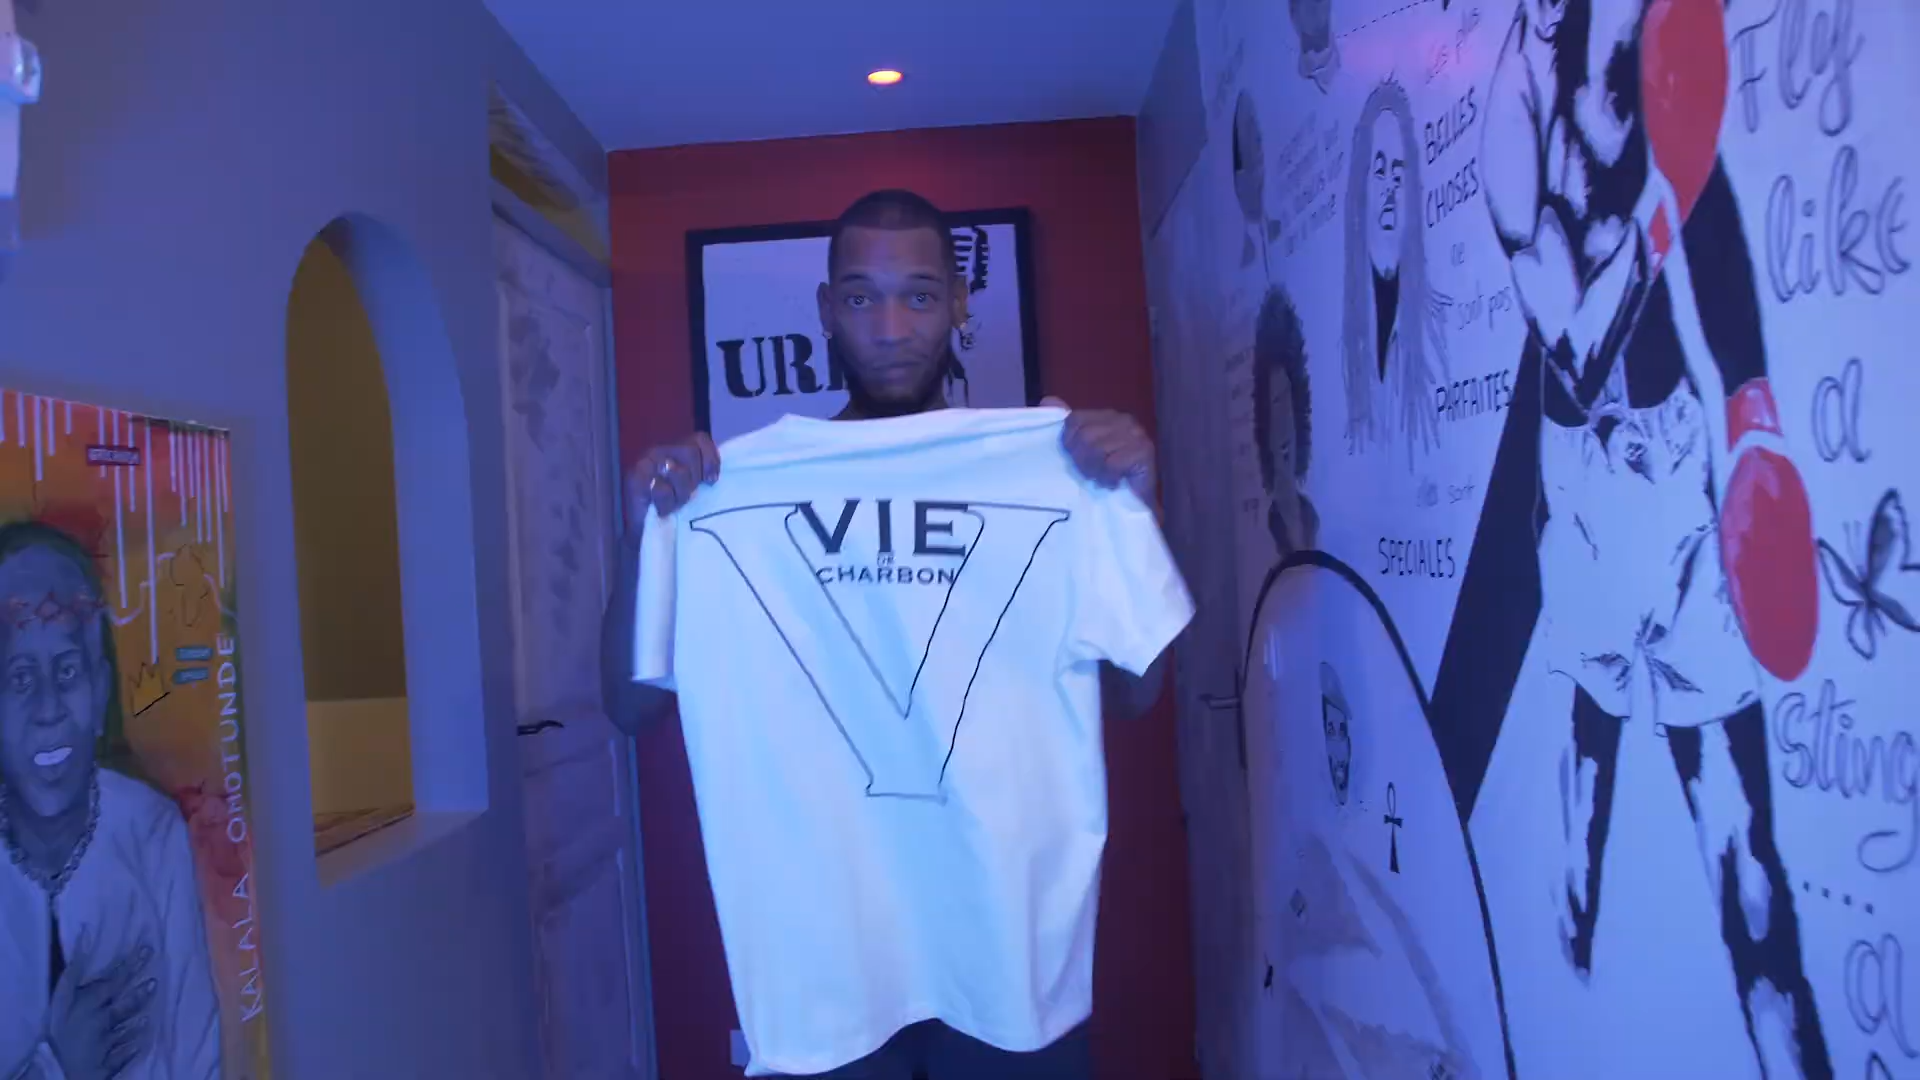 URB
VIE
DE
CHARBON
KALALA OMOTUNDE
les plus
BELLES
CHOSES
ne
sont pas
PARFAITES
elles sont
SPECIALES
Fly
like
a
Sting
....
a